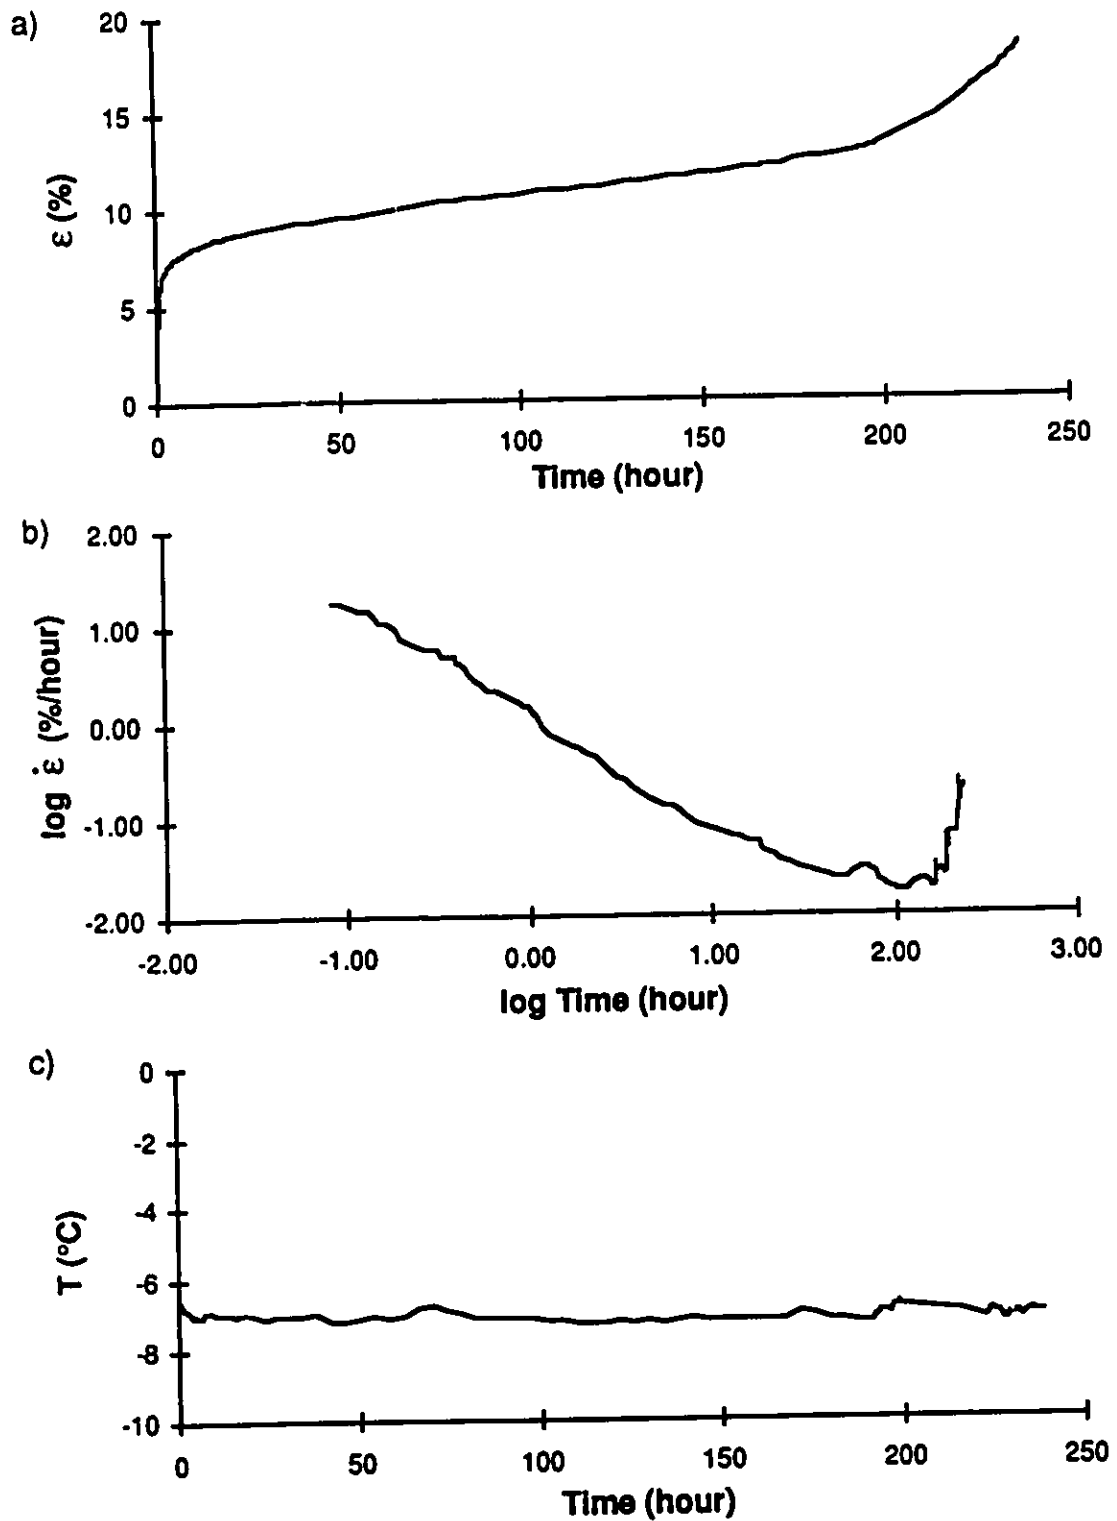 a)
20
15
10
5
0
ε (%)
0 50 100 150 200 250
Time (hour)
b)
2.00
1.00
0.00
-1.00
-2.00
log ε̇ (%/hour)
-2.00 -1.00 0.00 1.00 2.00 3.00
log Time (hour)
c)
0
-2
-4
-6
-8
-10
T (°C)
0 50 100 150 200 250
Time (hour)